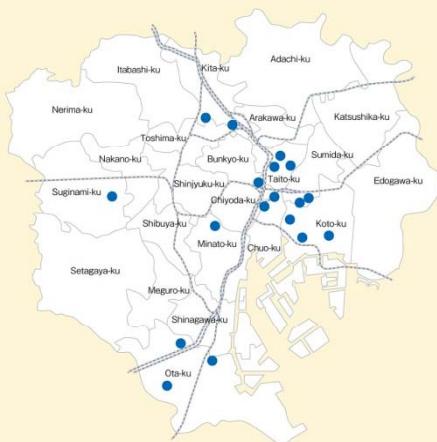 Adachi-ku
Itabashi-ku
Kita-ku
Nerima-ku
Arakawa-ku
Katsushika-ku
Toshima-ku
Nakano-ku
Bunkyo-ku
Sumida-ku
Taito-ku
Edogawa-ku
Suginami-ku
Shinjyuku-ku
Chiyoda-ku
Shibuya-ku
Koto-ku
Minato-ku
Chuo-ku
Setagaya-ku
Meguro-ku
Shinagawa-ku
Ota-ku